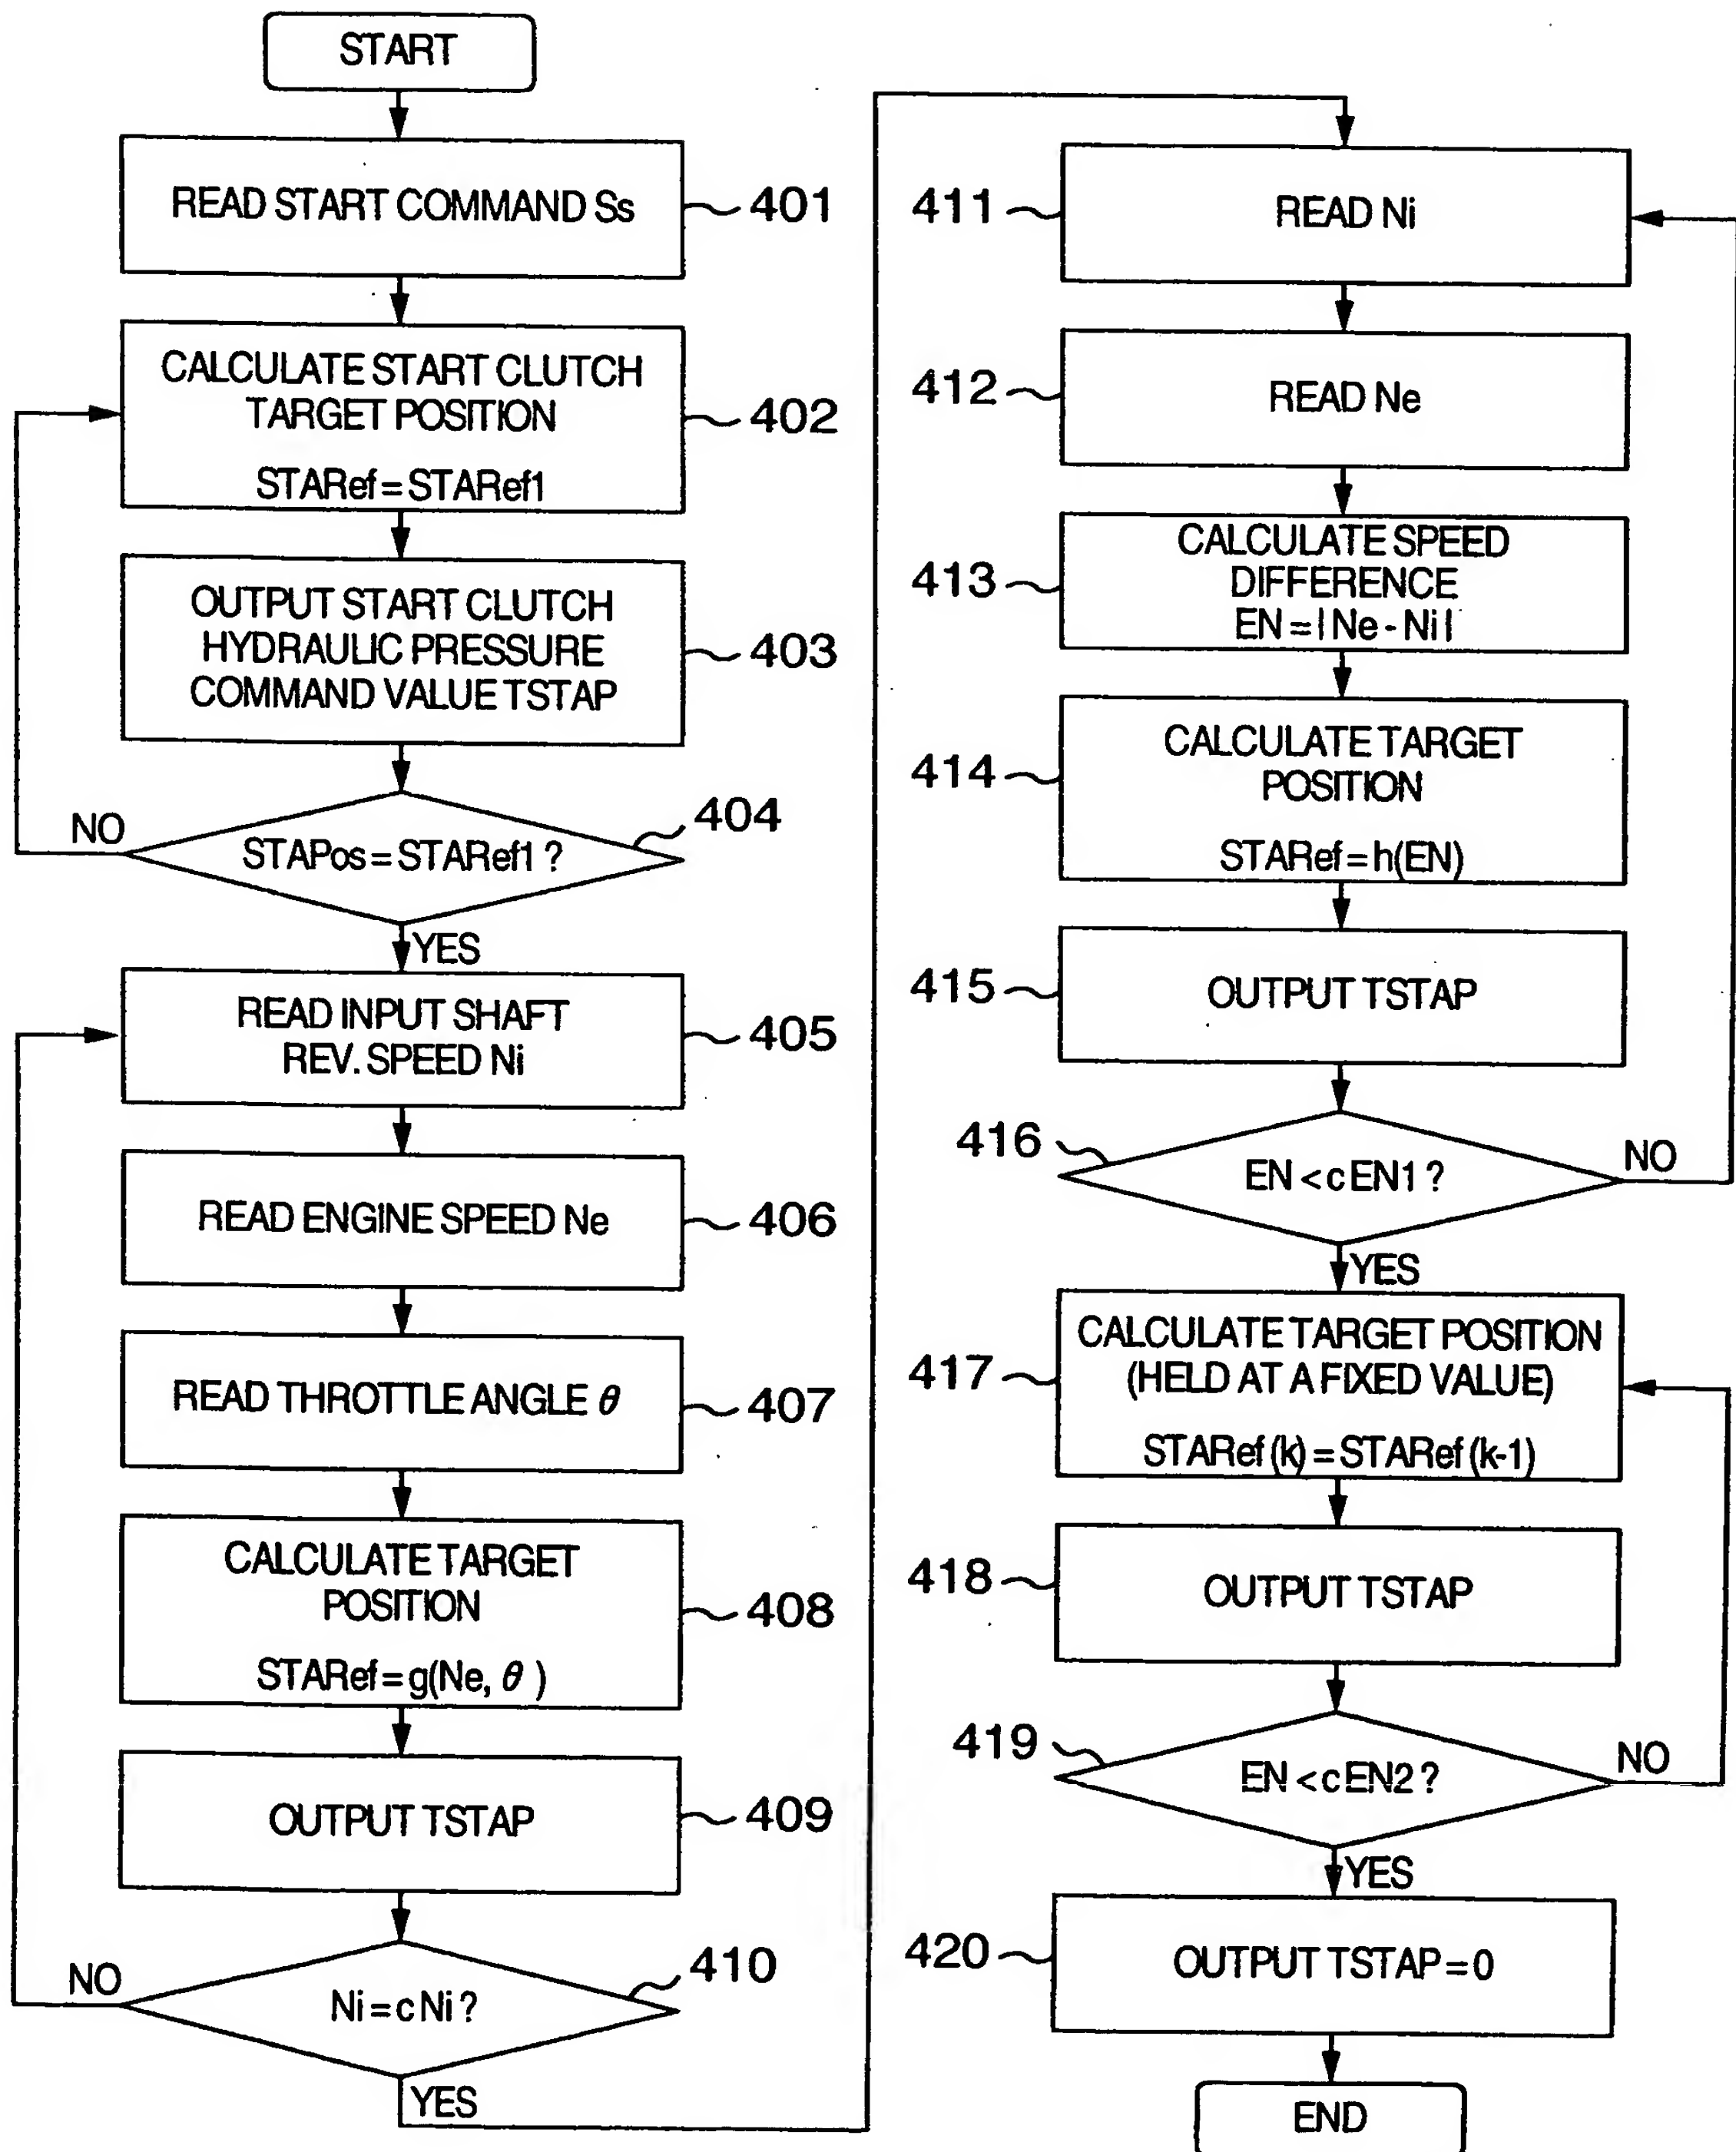 START
READ START COMMAND Ss
401
CALCULATE START CLUTCH
TARGET POSITION
STARef=STARef1
402
OUTPUT START CLUTCH
HYDRAULIC PRESSURE
COMMAND VALUE TSTAP
403
STAPos=STARef1?
404
NO
YES
READ INPUT SHAFT
REV. SPEED Ni
405
READ ENGINE SPEED Ne
406
READ THROTTLE ANGLE θ
407
CALCULATE TARGET
POSITION
STARef=g(Ne, θ)
408
OUTPUT TSTAP
409
Ni=cNi?
410
NO
YES
411
READ Ni
412
READ Ne
413
CALCULATE SPEED
DIFFERENCE
EN=|Ne-Ni|
414
CALCULATE TARGET
POSITION
STARef=h(EN)
415
OUTPUT TSTAP
416
EN<cEN1?
NO
YES
417
CALCULATE TARGET POSITION
(HELD AT A FIXED VALUE)
STARef(k)=STARef(k-1)
418
OUTPUT TSTAP
419
EN<cEN2?
NO
YES
420
OUTPUT TSTAP=0
END